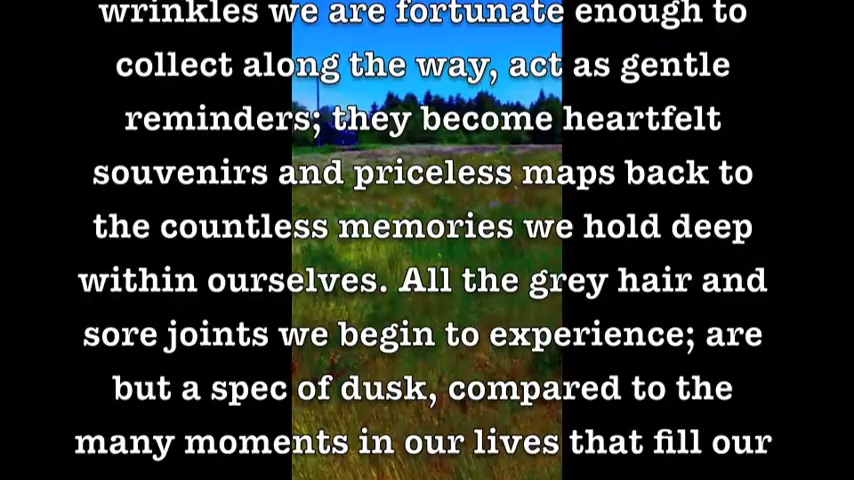 wrinkles we are fortunate enough to
collect along the way, act as gentle
reminders; they become heartfelt
souvenirs and priceless maps back to
the countless memories we hold deep
within ourselves. All the grey hair and
sore joints we begin to experience; are
but a spec of dusk, compared to the
many moments in our lives that fill our